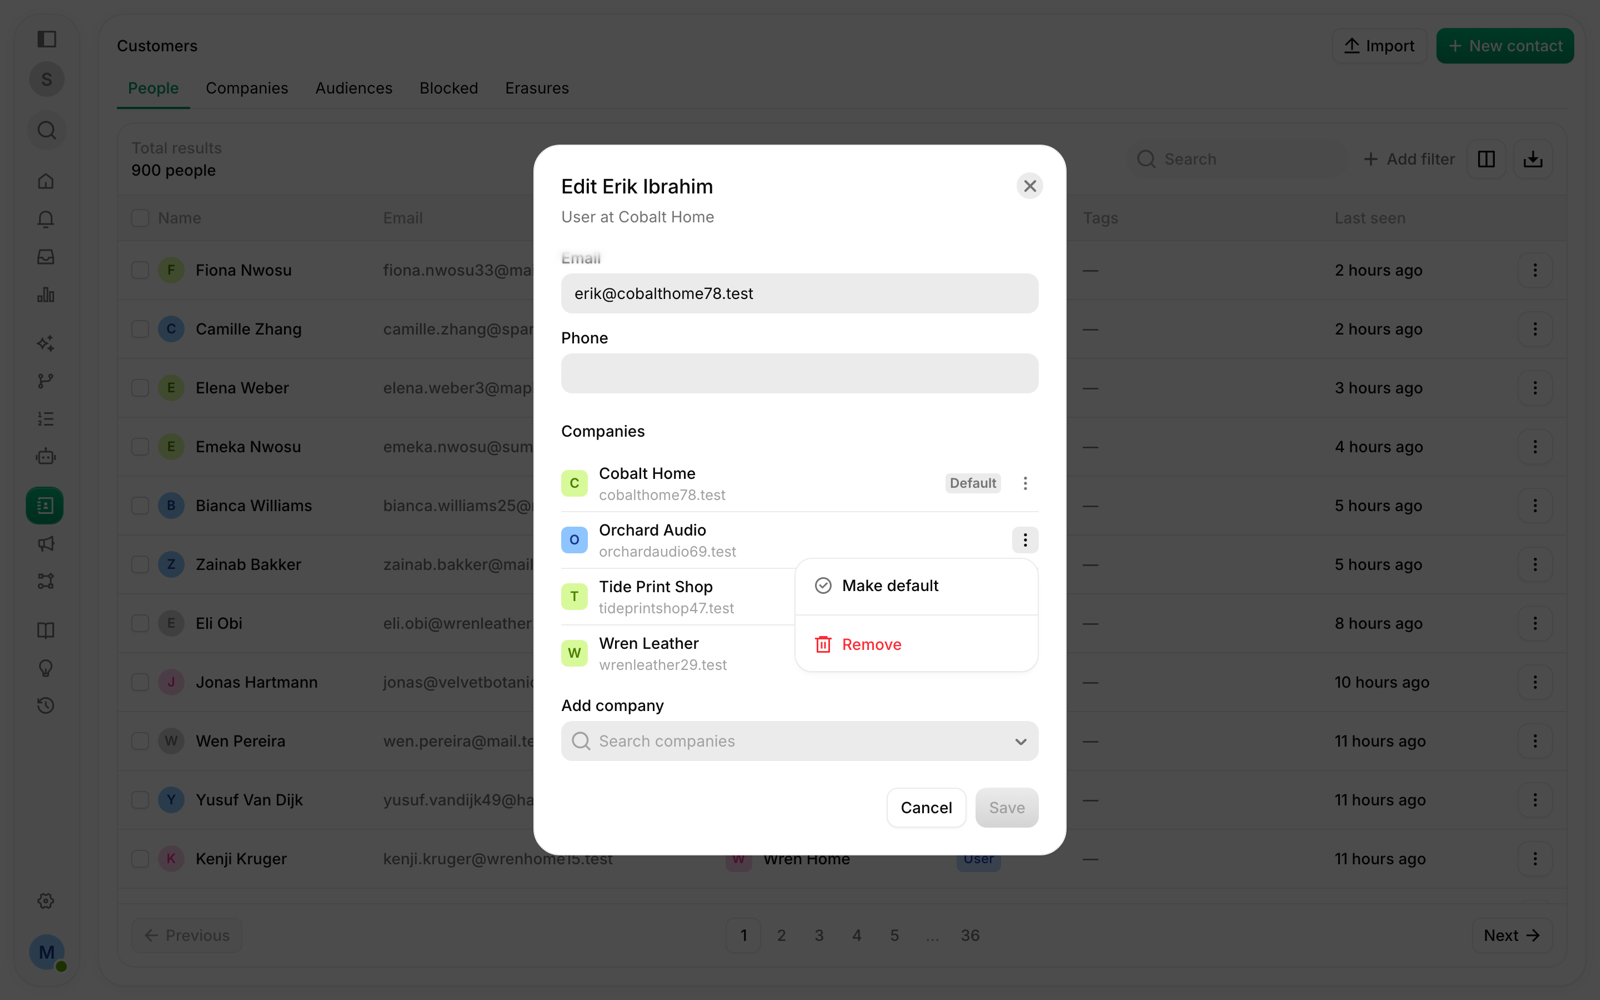 Customers
Import
New contact
People
Companies
Audiences
Blocked
Erasures
Total results
900 people
Search
Add filter
Name
Email
Tags
Last seen
F
Fiona Nwosu
fiona.nwosu33@ma
—
2 hours ago
C
Camille Zhang
camille.zhang@spar
—
2 hours ago
E
Elena Weber
elena.weber3@map
—
3 hours ago
E
Emeka Nwosu
emeka.nwosu@sum
—
4 hours ago
B
Bianca Williams
bianca.williams25@
—
5 hours ago
Z
Zainab Bakker
zainab.bakker@mail
—
5 hours ago
E
Eli Obi
eli.obi@wrenleather
—
8 hours ago
J
Jonas Hartmann
jonas@velvetbotani
—
10 hours ago
W
Wen Pereira
wen.pereira@mail.te
—
11 hours ago
Y
Yusuf Van Dijk
yusuf.vandijk49@ha
—
11 hours ago
K
Kenji Kruger
kenji.kruger@wrenhome15.test
W
Wren Home
User
—
11 hours ago
Previous
1
2
3
4
5
...
36
Next
S
M
Edit Erik Ibrahim
User at Cobalt Home
Email
erik@cobalthome78.test
Phone
Companies
C
Cobalt Home
cobalthome78.test
Default
O
Orchard Audio
orchardaudio69.test
T
Tide Print Shop
tideprintshop47.test
W
Wren Leather
wrenleather29.test
Make default
Remove
Add company
Search companies
Cancel
Save